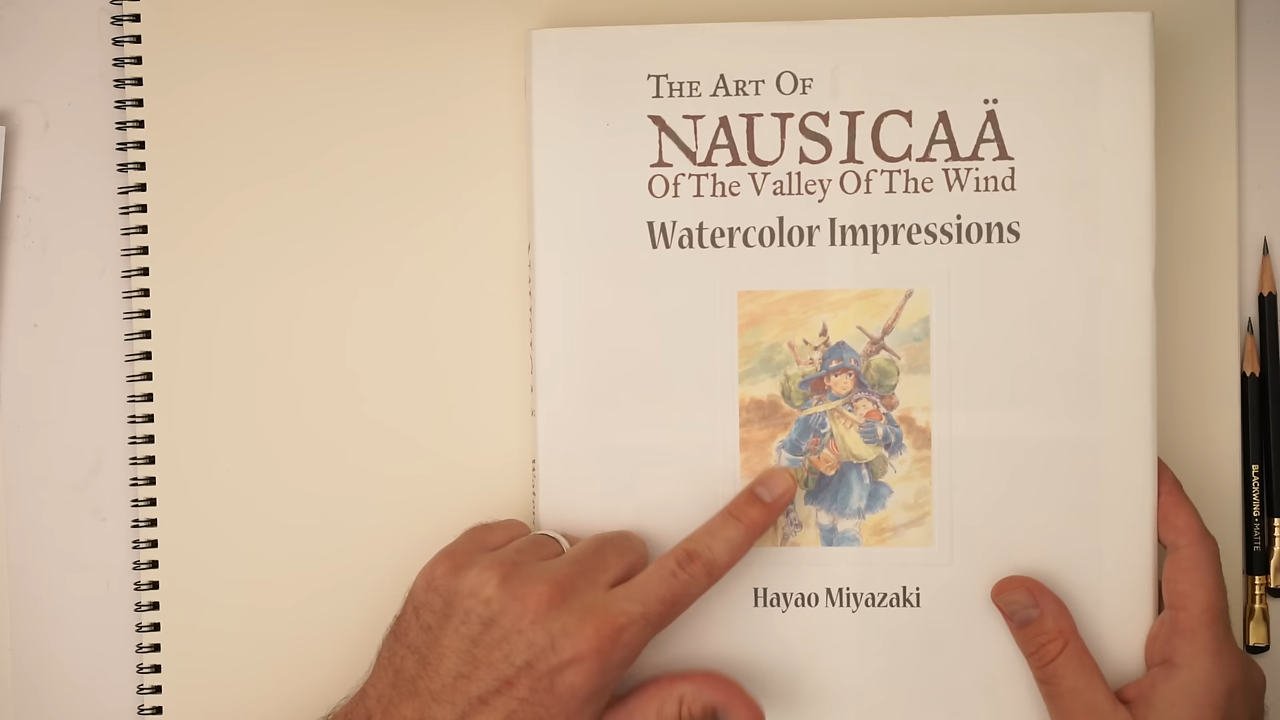 THE ART OF
NAUSICAÄ
Of The Valley Of The Wind
Watercolor Impressions
Hayao Miyazaki
BLACKWING • MATTE